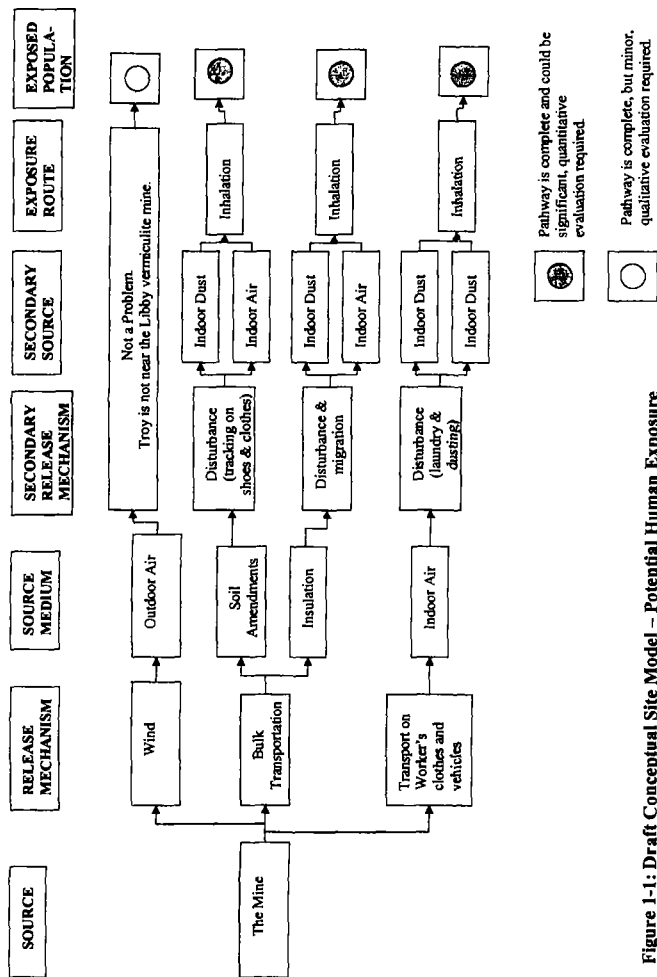 SOURCE
RELEASE
MECHANISM
SOURCE
MEDIUM
SECONDARY
RELEASE
MECHANISM
SECONDARY
SOURCE
EXPOSURE
ROUTE
EXPOSED
POPULA-
TION
The Mine
Wind
Outdoor Air
Not a Problem
Troy is not near the Libby vermiculite mine.
Bulk
Transportation
Soil
Amendments
Disturbance
(tracking on
shoes & clothes)
Indoor Dust
Indoor Air
Inhalation
Insulation
Disturbance &
migration
Indoor Dust
Indoor Air
Inhalation
Transport on
Worker's
clothes and
vehicles
Indoor Air
Disturbance
(laundry &
dusting)
Indoor Dust
Indoor Dust
Inhalation
Pathway is complete and could be
significant, quantitative
evaluation required.
Pathway is complete, but minor,
qualitative evaluation required.
Figure 1-1: Draft Conceptual Site Model – Potential Human Exposure